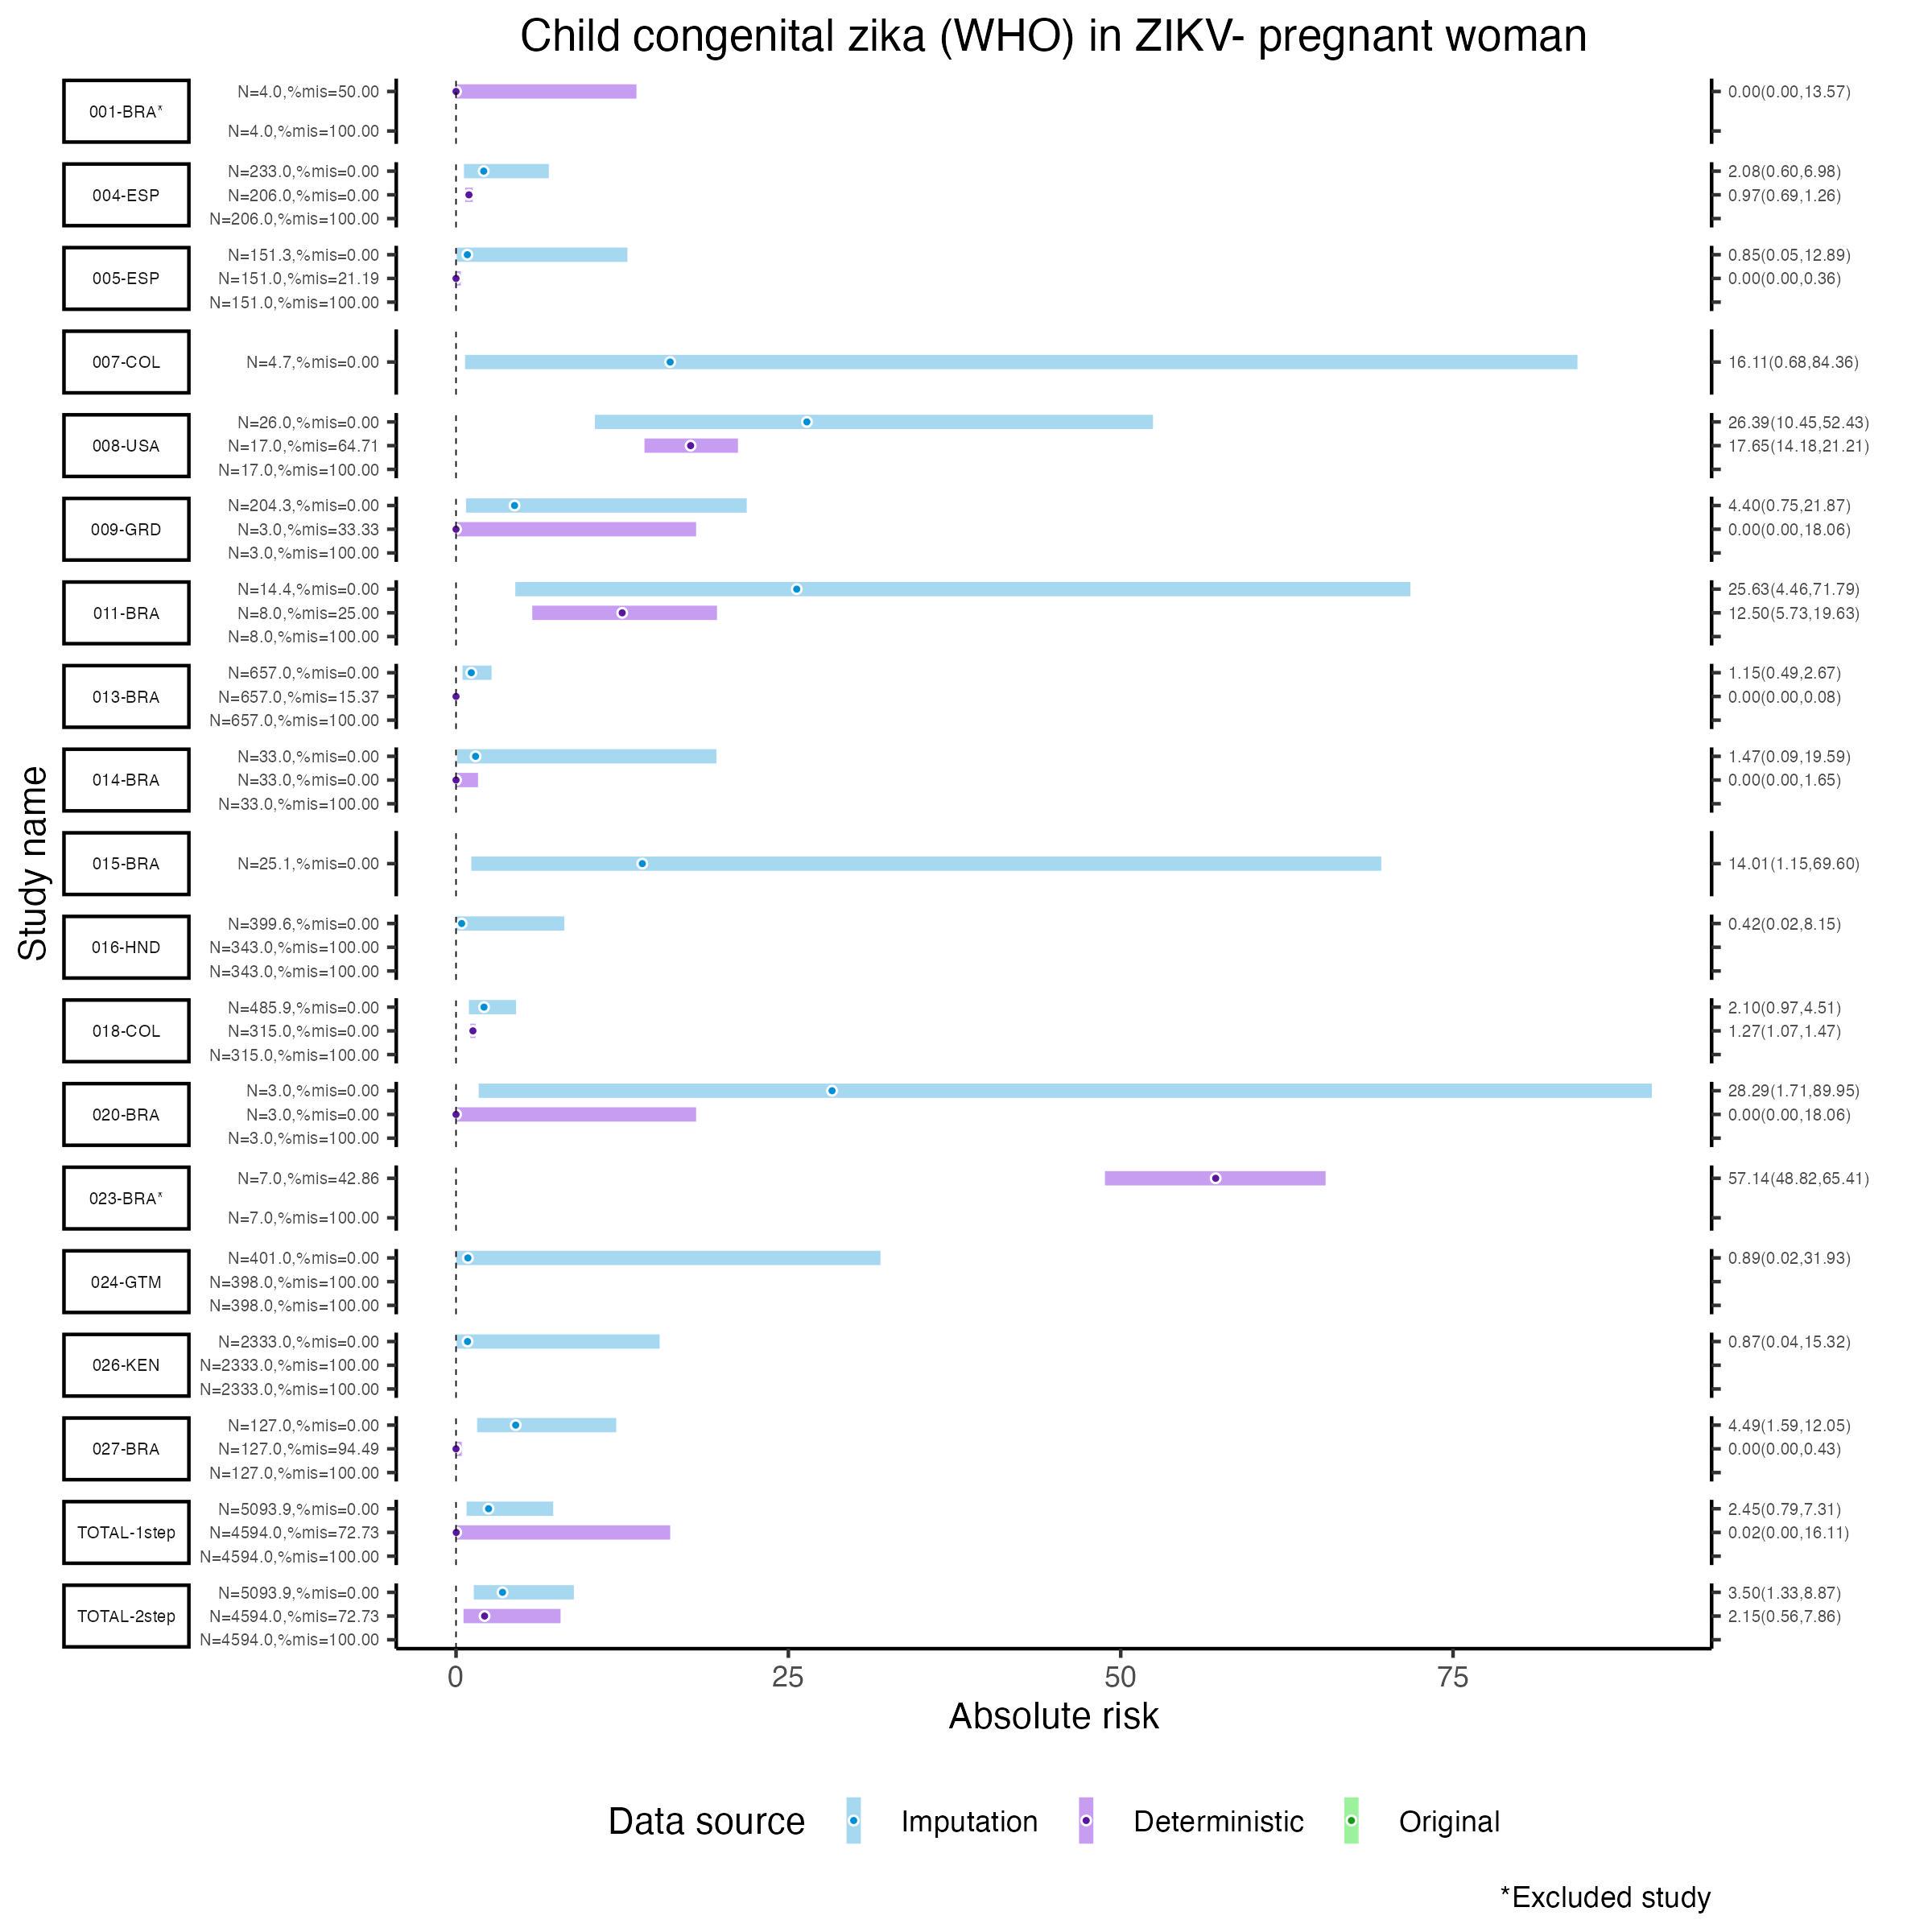 Child congenital zika (WHO) in ZIKV- pregnant woman
Study name
001-BRA*
N=4.0,%mis=50.00 0.00(0.00,13.57)
N=4.0,%mis=100.00
004-ESP
N=233.0,%mis=0.00 2.08(0.60,6.98)
N=206.0,%mis=0.00 0.97(0.69,1.26)
N=206.0,%mis=100.00
005-ESP
N=151.3,%mis=0.00 0.85(0.05,12.89)
N=151.0,%mis=21.19 0.00(0.00,0.36)
N=151.0,%mis=100.00
007-COL
N=4.7,%mis=0.00 16.11(0.68,84.36)
008-USA
N=26.0,%mis=0.00 26.39(10.45,52.43)
N=17.0,%mis=64.71 17.65(14.18,21.21)
N=17.0,%mis=100.00
009-GRD
N=204.3,%mis=0.00 4.40(0.75,21.87)
N=3.0,%mis=33.33 0.00(0.00,18.06)
N=3.0,%mis=100.00
011-BRA
N=14.4,%mis=0.00 25.63(4.46,71.79)
N=8.0,%mis=25.00 12.50(5.73,19.63)
N=8.0,%mis=100.00
013-BRA
N=657.0,%mis=0.00 1.15(0.49,2.67)
N=657.0,%mis=15.37 0.00(0.00,0.08)
N=657.0,%mis=100.00
014-BRA
N=33.0,%mis=0.00 1.47(0.09,19.59)
N=33.0,%mis=0.00 0.00(0.00,1.65)
N=33.0,%mis=100.00
015-BRA
N=25.1,%mis=0.00 14.01(1.15,69.60)
016-HND
N=399.6,%mis=0.00 0.42(0.02,8.15)
N=343.0,%mis=100.00
N=343.0,%mis=100.00
018-COL
N=485.9,%mis=0.00 2.10(0.97,4.51)
N=315.0,%mis=0.00 1.27(1.07,1.47)
N=315.0,%mis=100.00
020-BRA
N=3.0,%mis=0.00 28.29(1.71,89.95)
N=3.0,%mis=0.00 0.00(0.00,18.06)
N=3.0,%mis=100.00
023-BRA*
N=7.0,%mis=42.86 57.14(48.82,65.41)
N=7.0,%mis=100.00
024-GTM
N=401.0,%mis=0.00 0.89(0.02,31.93)
N=398.0,%mis=100.00
N=398.0,%mis=100.00
026-KEN
N=2333.0,%mis=0.00 0.87(0.04,15.32)
N=2333.0,%mis=100.00
N=2333.0,%mis=100.00
027-BRA
N=127.0,%mis=0.00 4.49(1.59,12.05)
N=127.0,%mis=94.49 0.00(0.00,0.43)
N=127.0,%mis=100.00
TOTAL-1step
N=5093.9,%mis=0.00 2.45(0.79,7.31)
N=4594.0,%mis=72.73 0.02(0.00,16.11)
N=4594.0,%mis=100.00
TOTAL-2step
N=5093.9,%mis=0.00 3.50(1.33,8.87)
N=4594.0,%mis=72.73 2.15(0.56,7.86)
N=4594.0,%mis=100.00
0 25 50 75
Absolute risk
Data source Imputation Deterministic Original
*Excluded study